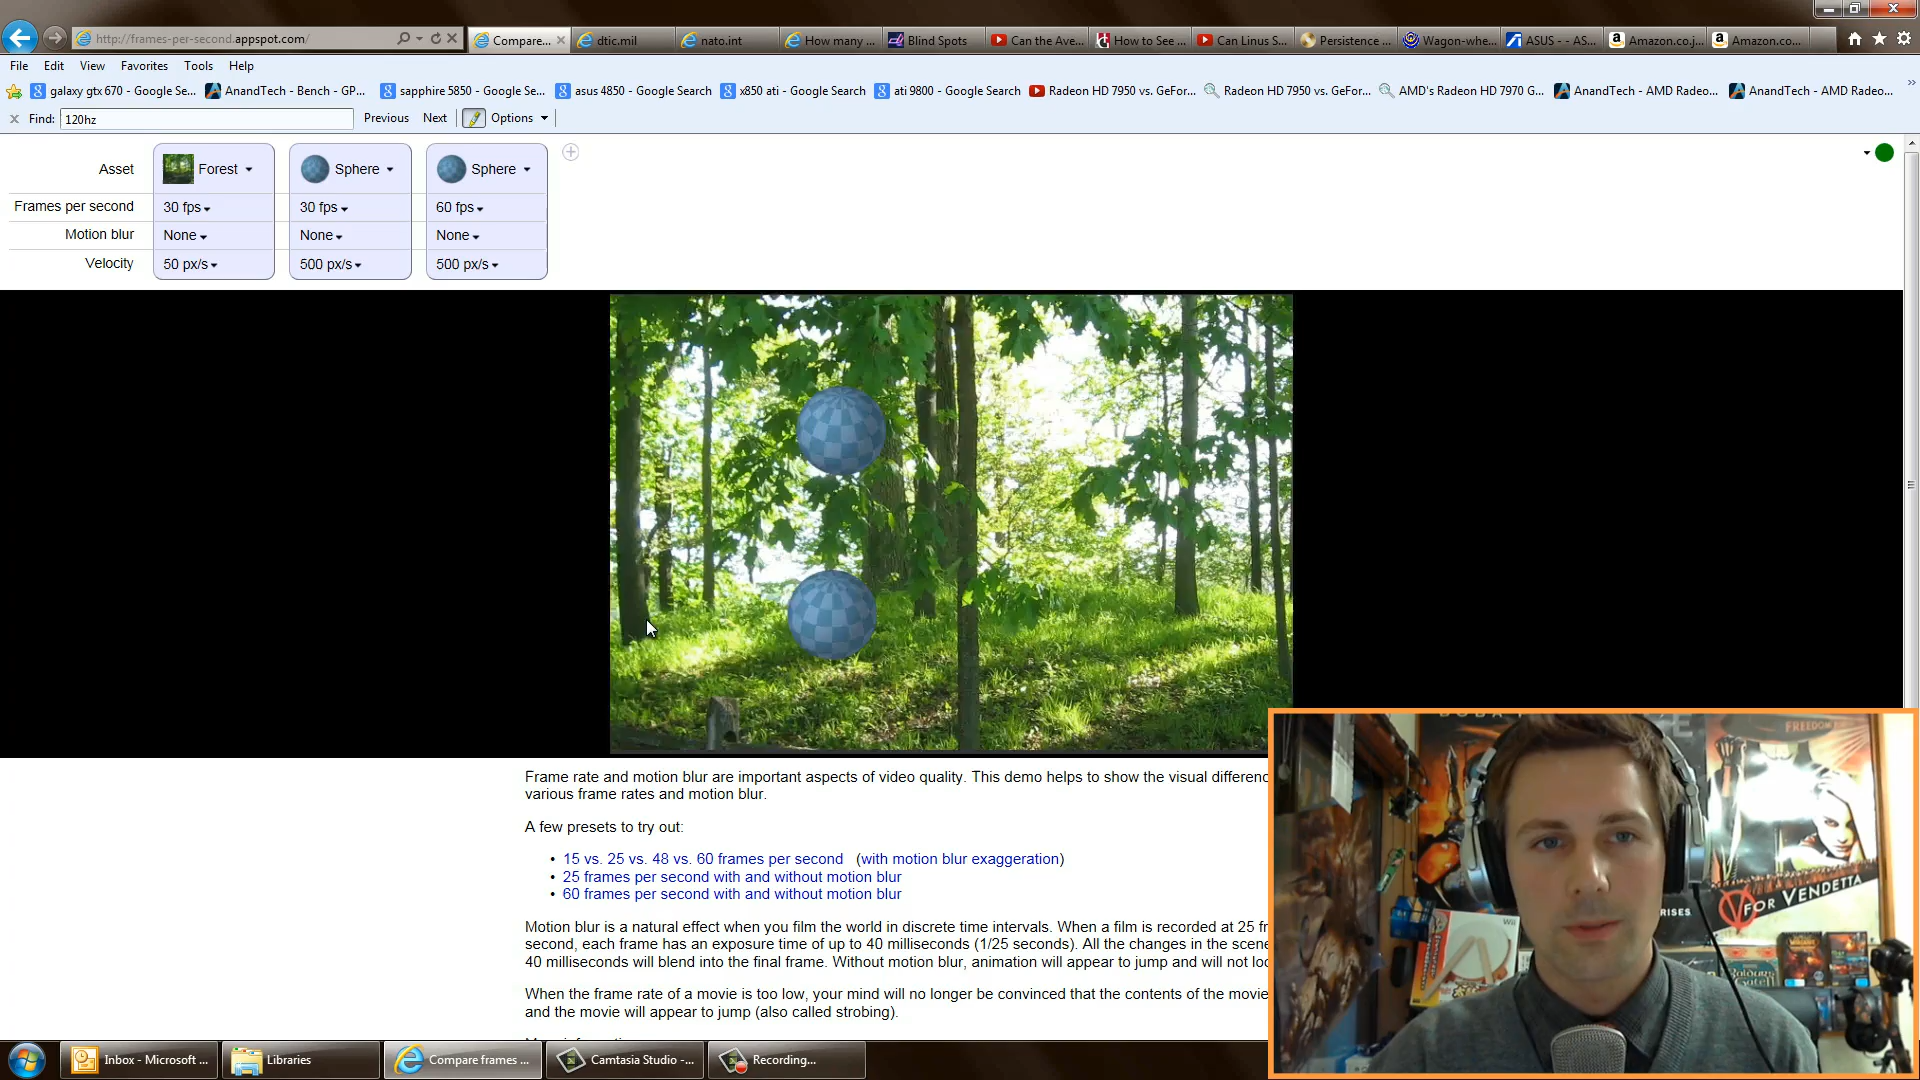 http://frames-per-second.appspot.com/
Compare...
dtic.mil
nato.int
How many ...
Blind Spots
Can the Ave...
How to See ...
Can Linus S...
Persistence ...
Wagon-whe...
ASUS - - AS...
Amazon.co.j...
Amazon.co...
File Edit View Favorites Tools Help
galaxy gtx 670 - Google Se...
AnandTech - Bench - GP...
sapphire 5850 - Google Se...
asus 4850 - Google Search
x850 ati - Google Search
ati 9800 - Google Search
Radeon HD 7950 vs. GeFor...
Radeon HD 7950 vs. GeFor...
AMD's Radeon HD 7970 G...
AnandTech - AMD Radeo...
AnandTech - AMD Radeo...
Find: 120hz Previous Next Options
Asset Forest Sphere Sphere
Frames per second 30 fps 30 fps 60 fps
Motion blur None None None
Velocity 50 px/s 500 px/s 500 px/s
Frame rate and motion blur are important aspects of video quality. This demo helps to show the visual differenc
various frame rates and motion blur.
A few presets to try out:
• 15 vs. 25 vs. 48 vs. 60 frames per second (with motion blur exaggeration)
• 25 frames per second with and without motion blur
• 60 frames per second with and without motion blur
Motion blur is a natural effect when you film the world in discrete time intervals. When a film is recorded at 25 fr
second, each frame has an exposure time of up to 40 milliseconds (1/25 seconds). All the changes in the scene
40 milliseconds will blend into the final frame. Without motion blur, animation will appear to jump and will not loo
When the frame rate of a movie is too low, your mind will no longer be convinced that the contents of the movie
and the movie will appear to jump (also called strobing).
FREEDOM
V FOR VENDETTA
RISES
Wii
Inbox - Microsoft ...
Libraries
Compare frames ...
Camtasia Studio -...
Recording...